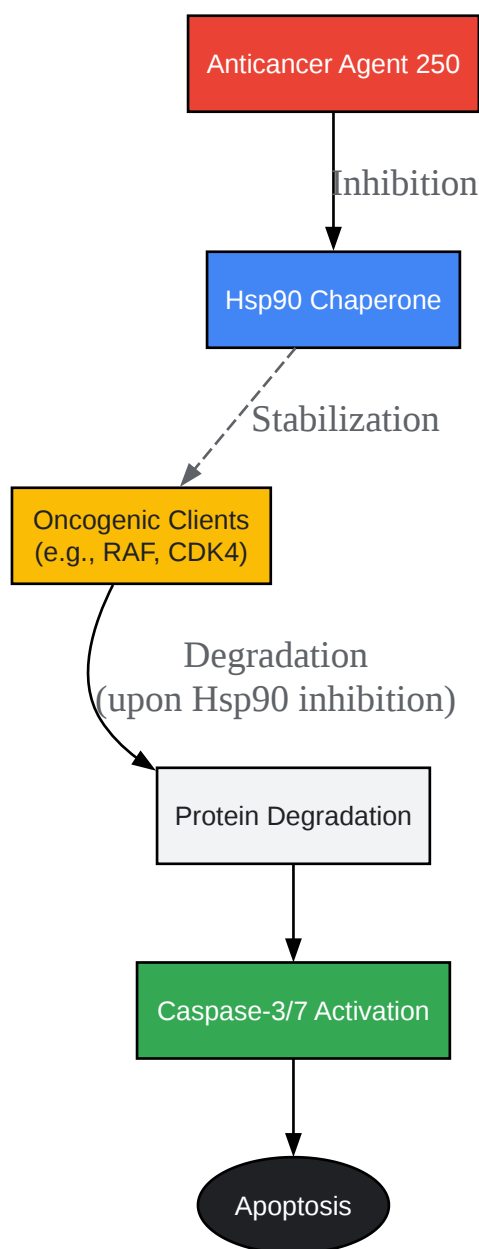 Anticancer Agent 250
Inhibition
Hsp90 Chaperone
Stabilization
Oncogenic Clients
(e.g., RAF, CDK4)
Degradation
(upon Hsp90 inhibition)
Protein Degradation
Caspase-3/7 Activation
Apoptosis